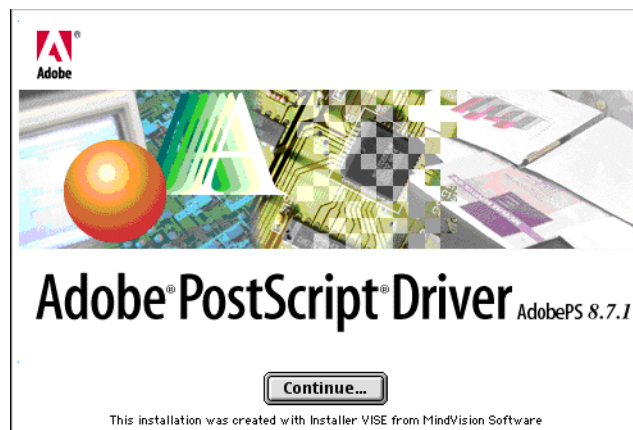 Adobe
A
Adobe® PostScript® Driver AdobePS 8.7.1
Continue...
This installation was created with Installer VISE from MindVision Software